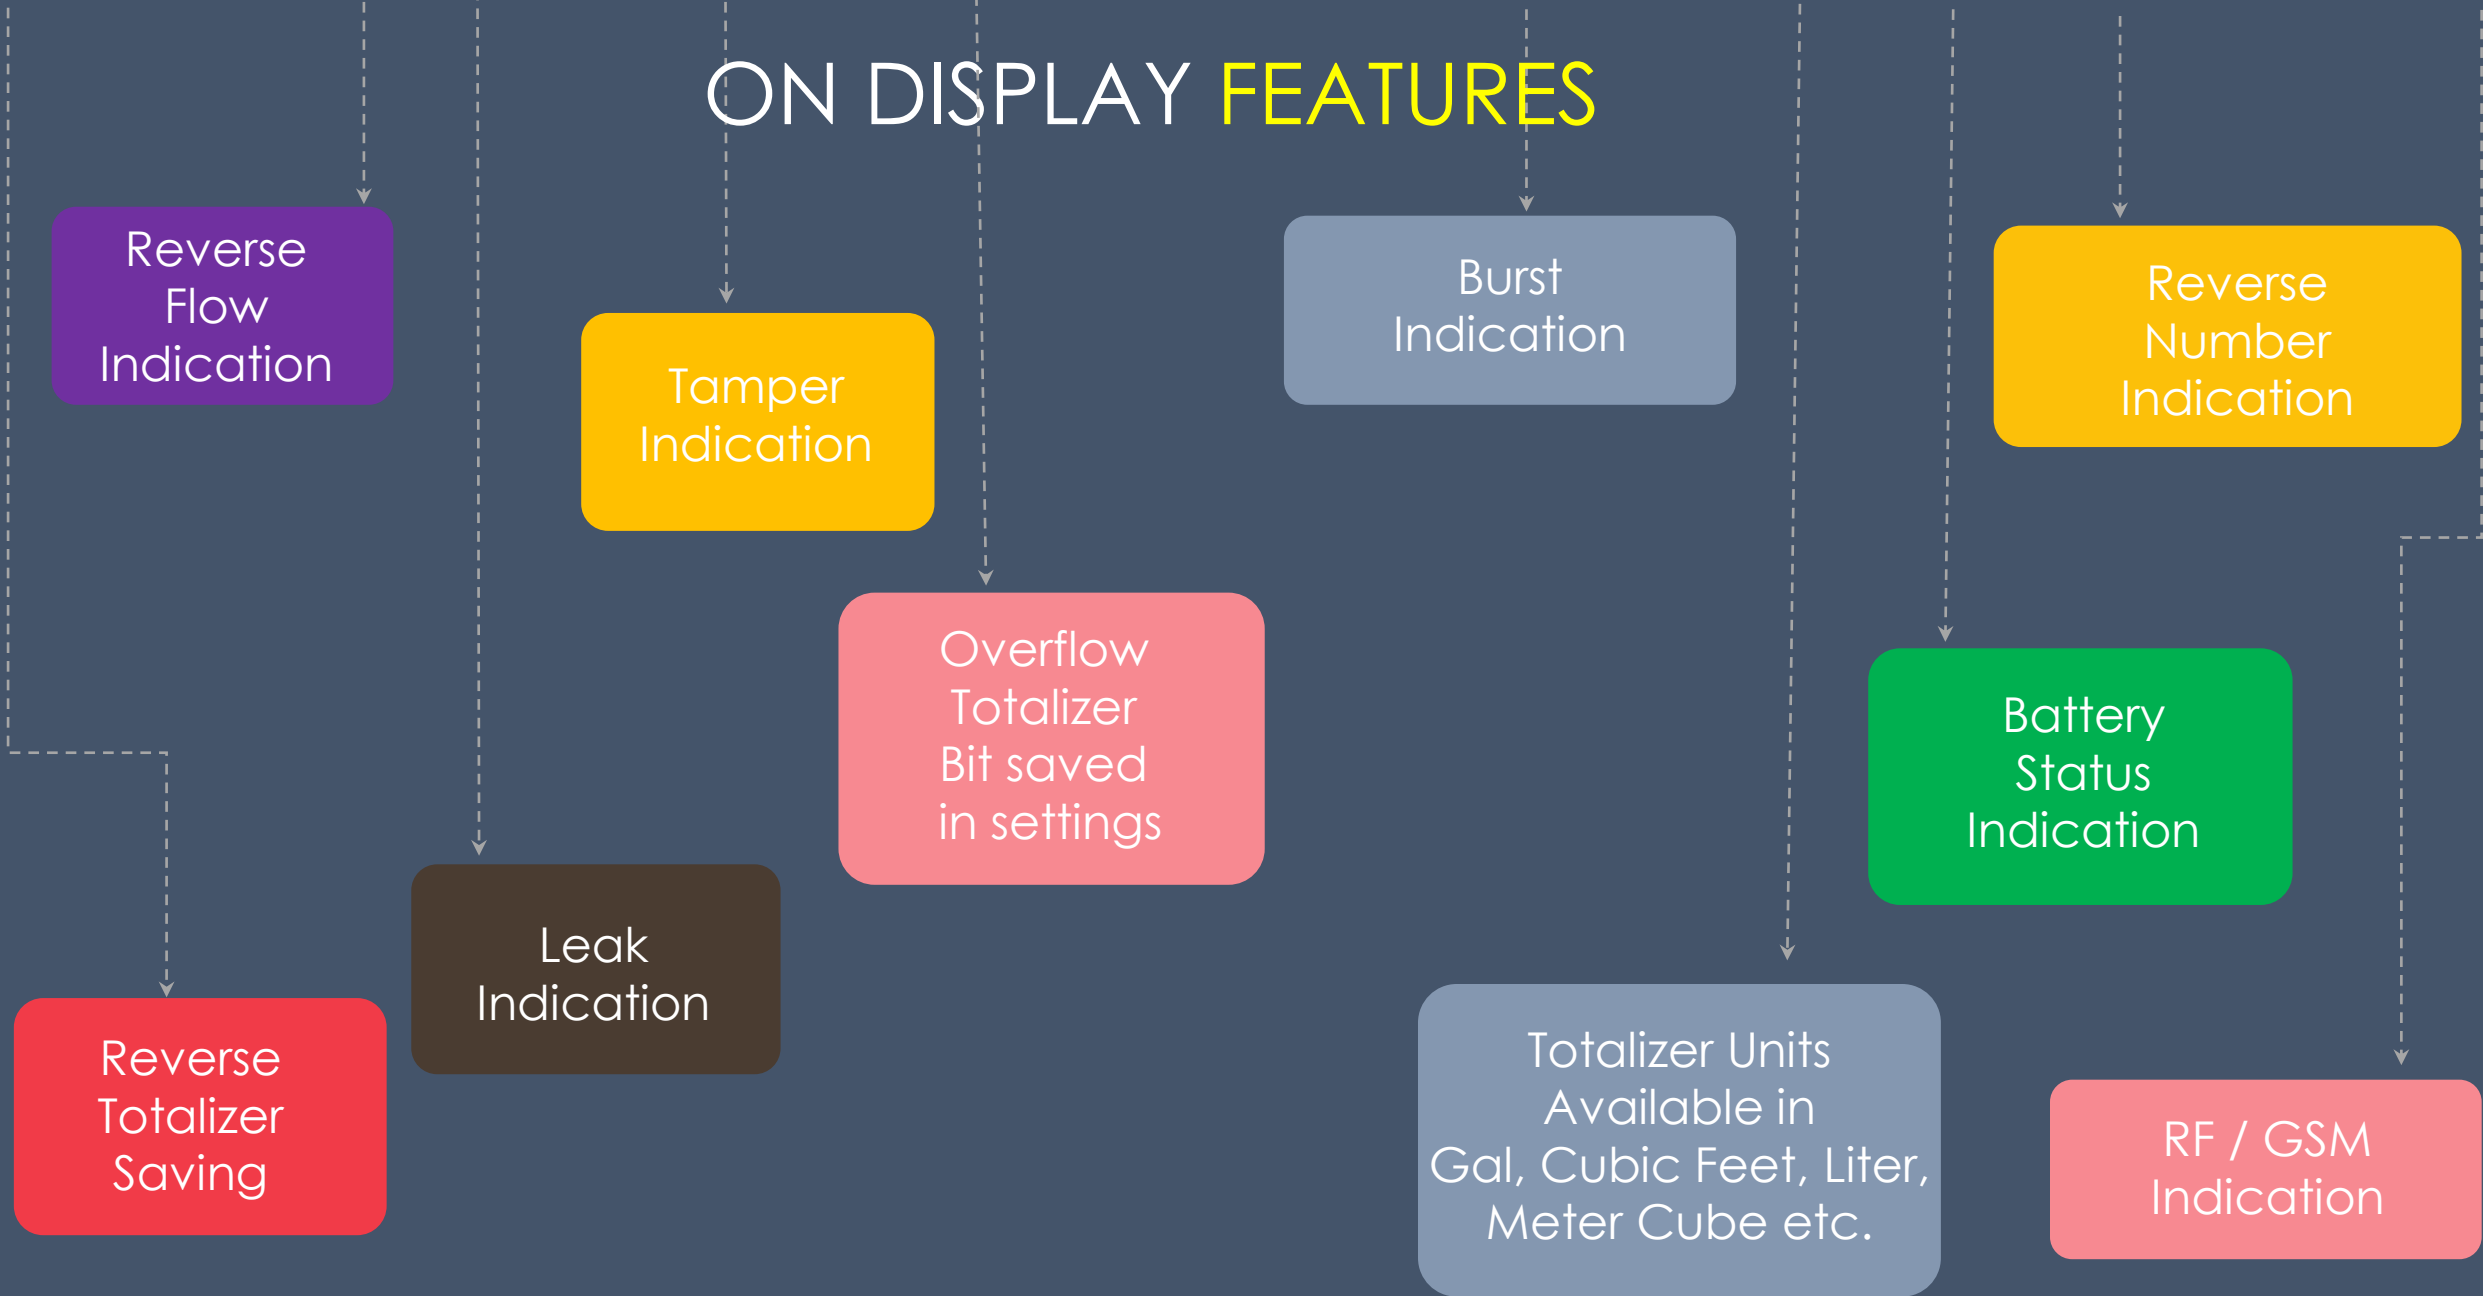 ON DISPLAY FEATURES
Reverse
Flow
Indication
Burst
Indication
Reverse
Number
Indication
Tamper
Indication
Overflow
Totalizer
Bit saved
in settings
Battery
Status
Indication
Leak
Indication
Reverse
Totalizer
Saving
Totalizer Units
Available in
Gal, Cubic Feet, Liter,
Meter Cube etc.
RF / GSM
Indication